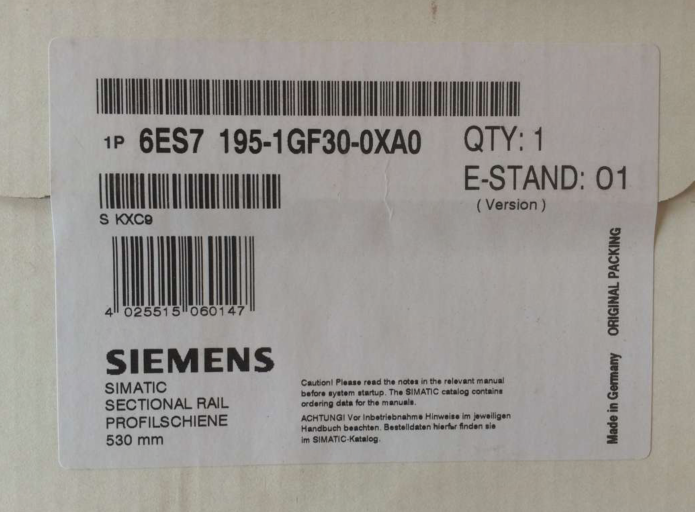 1P 6ES7 195-1GF30-0XA0
QTY: 1
E-STAND: 01
(Version)
S KXC9
4 025515 060147
SIEMENS
SIMATIC
SECTIONAL RAIL
PROFILSCHIENE
530 mm
Caution! Please read the notes in the relevant manual
before system startup. The SIMATIC catalog contains
ordering data for the manuals.
ACHTUNG! Vor Inbetriebnahme Hinweise im jeweiligen
Handbuch beachten. Bestelldaten hierfür finden sie
im SIMATIC-Katalog.
Made in Germany ORIGINAL PACKING